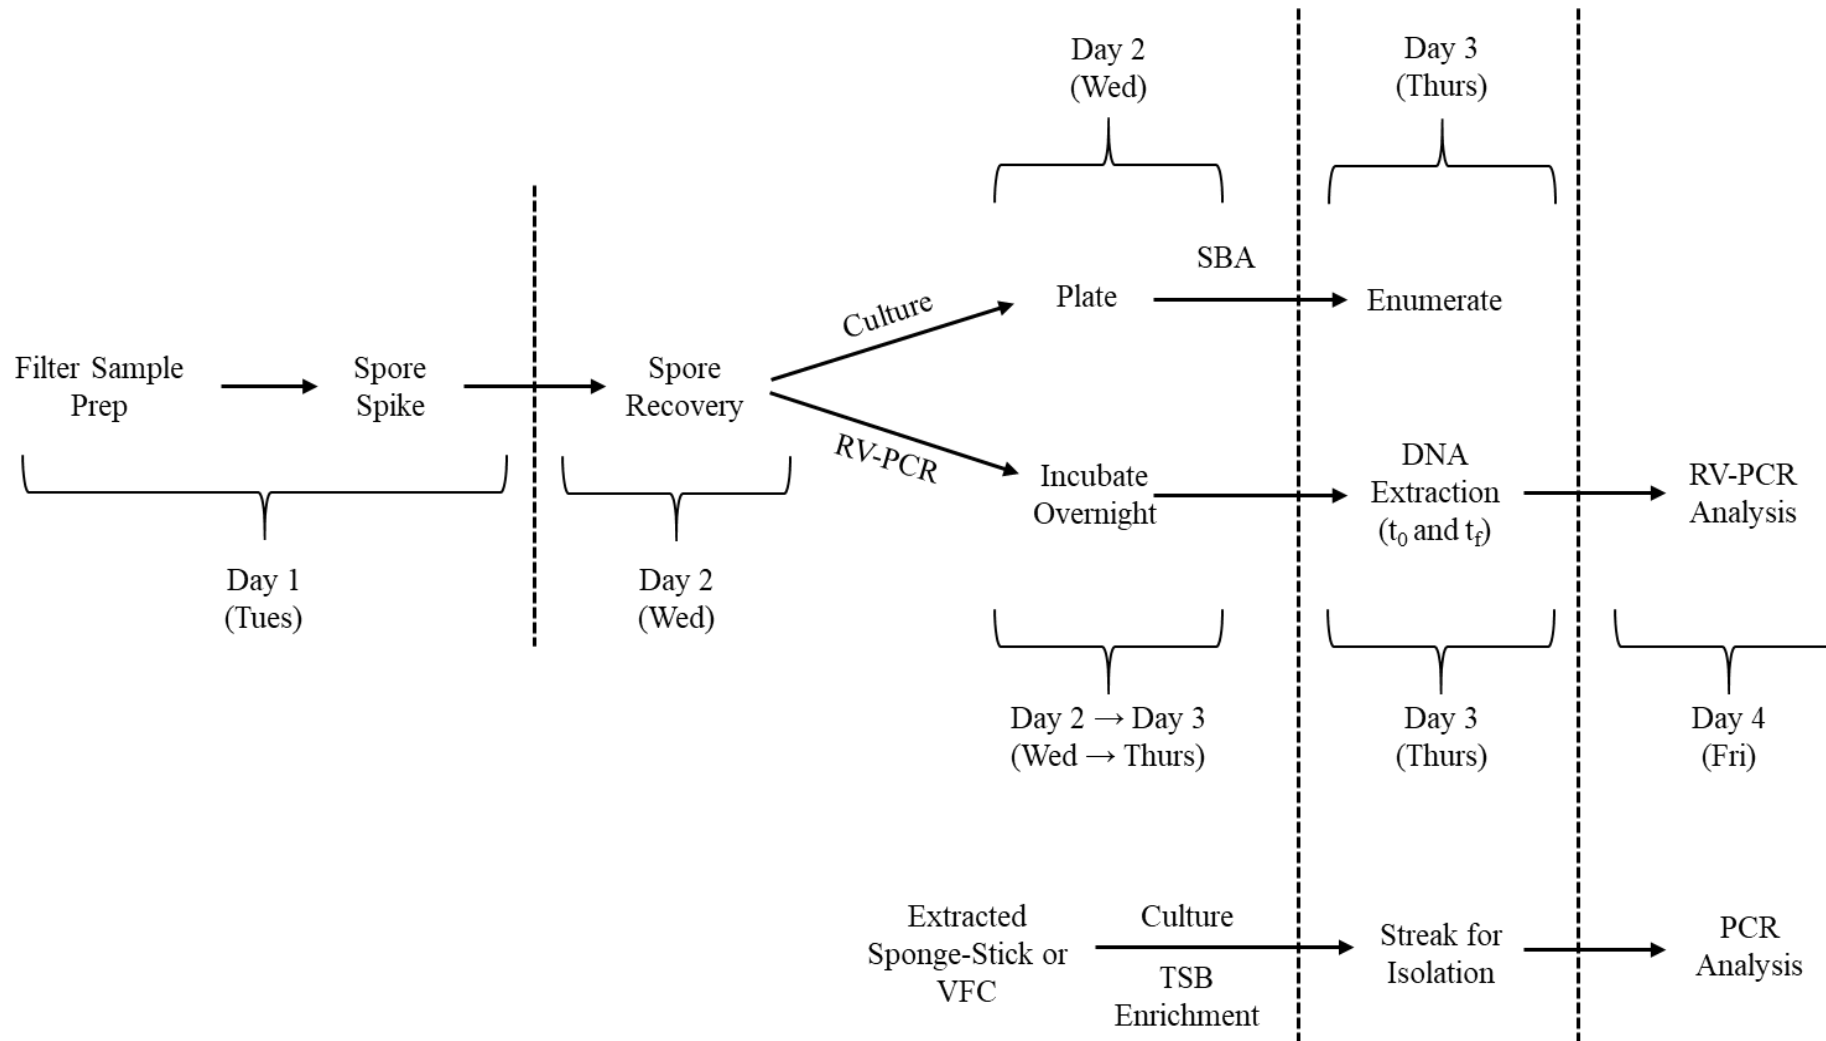 Day 2
(Wed)
Day 3
(Thurs)
SBA
Culture
Plate
Enumerate
Filter Sample
Prep
Spore
Spike
Spore
Recovery
RV-PCR
Incubate
Overnight
DNA
Extraction
(t₀ and t_f)
RV-PCR
Analysis
Day 1
(Tues)
Day 2
(Wed)
Day 2 → Day 3
(Wed → Thurs)
Day 3
(Thurs)
Day 4
(Fri)
Extracted
Sponge-Stick or
VFC
Culture
TSB
Enrichment
Streak for
Isolation
PCR
Analysis